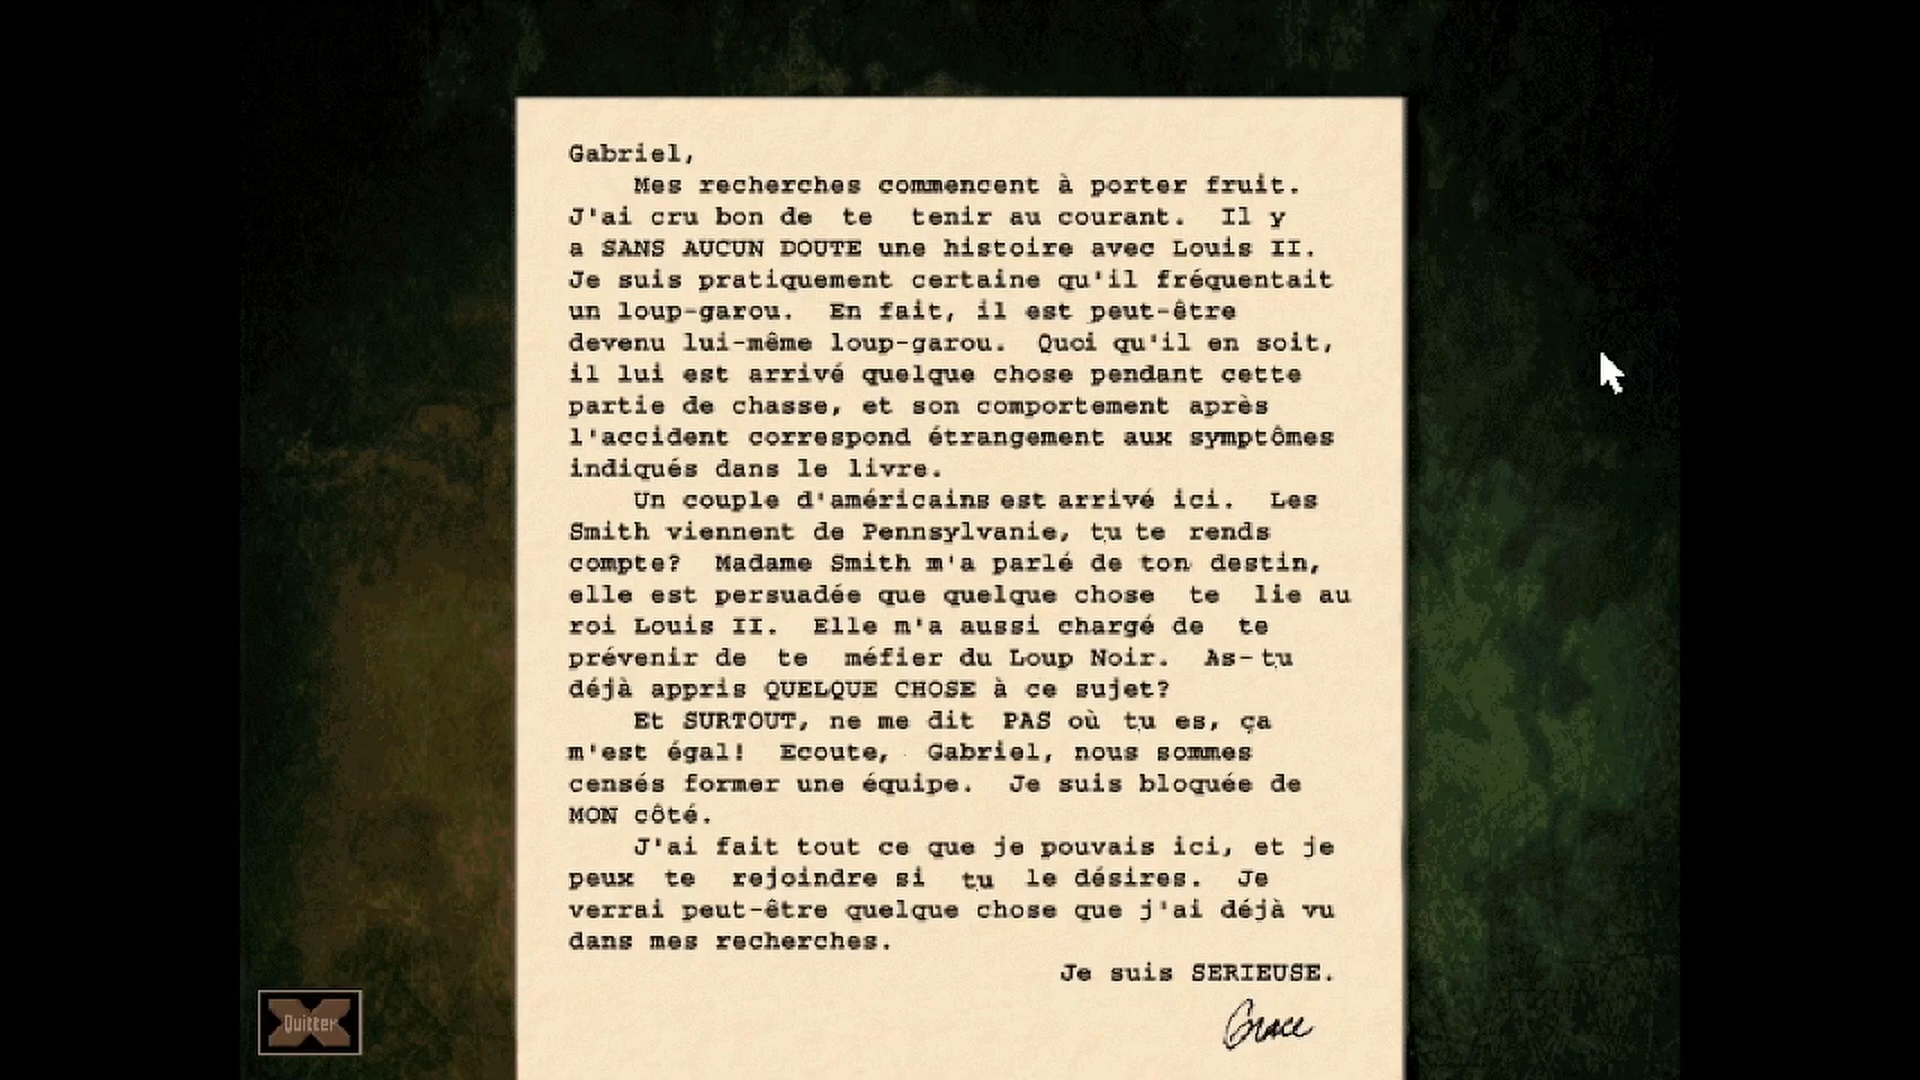 Gabriel,
Mes recherches commencent à porter fruit.
J'ai cru bon de te tenir au courant. Il y
a SANS AUCUN DOUTE une histoire avec Louis II.
Je suis pratiquement certaine qu'il fréquentait
un loup-garou. En fait, il est peut-être
devenu lui-même loup-garou. Quoi qu'il en soit,
il lui est arrivé quelque chose pendant cette
partie de chasse, et son comportement après
l'accident correspond étrangement aux symptômes
indiqués dans le livre.
Un couple d'américains est arrivé ici. Les
Smith viennent de Pennsylvanie, tu te rends
compte? Madame Smith m'a parlé de ton destin,
elle est persuadée que quelque chose te lie au
roi Louis II. Elle m'a aussi chargé de te
prévenir de te méfier du Loup Noir. As-tu
déjà appris QUELQUE CHOSE à ce sujet?
Et SURTOUT, ne me dit PAS où tu es, ça
m'est égal! Ecoute, Gabriel, nous sommes
censés former une équipe. Je suis bloquée de
MON côté.
J'ai fait tout ce que je pouvais ici, et je
peux te rejoindre si tu le désires. Je
verrai peut-être quelque chose que j'ai déjà vu
dans mes recherches.
Je suis SERIEUSE.
Grace
Quitter